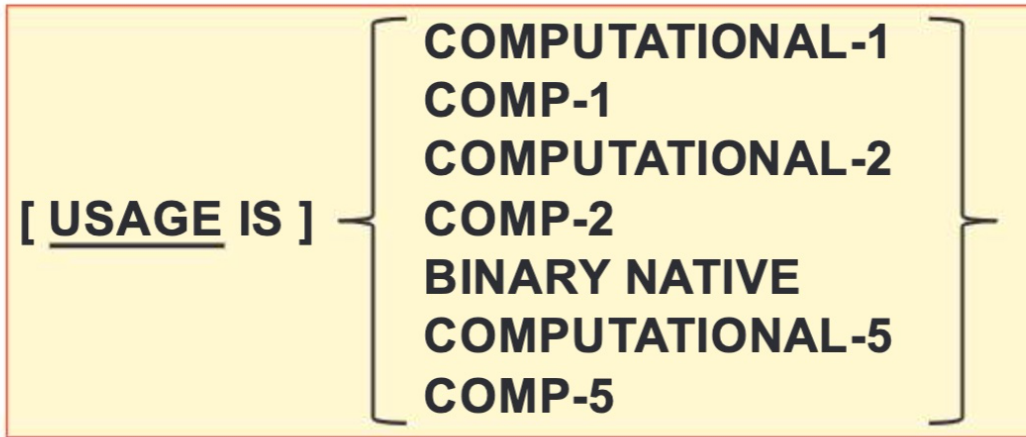 COMPUTATIONAL-1
COMP-1
COMPUTATIONAL-2
[ USAGE IS ] COMP-2
BINARY NATIVE
COMPUTATIONAL-5
COMP-5